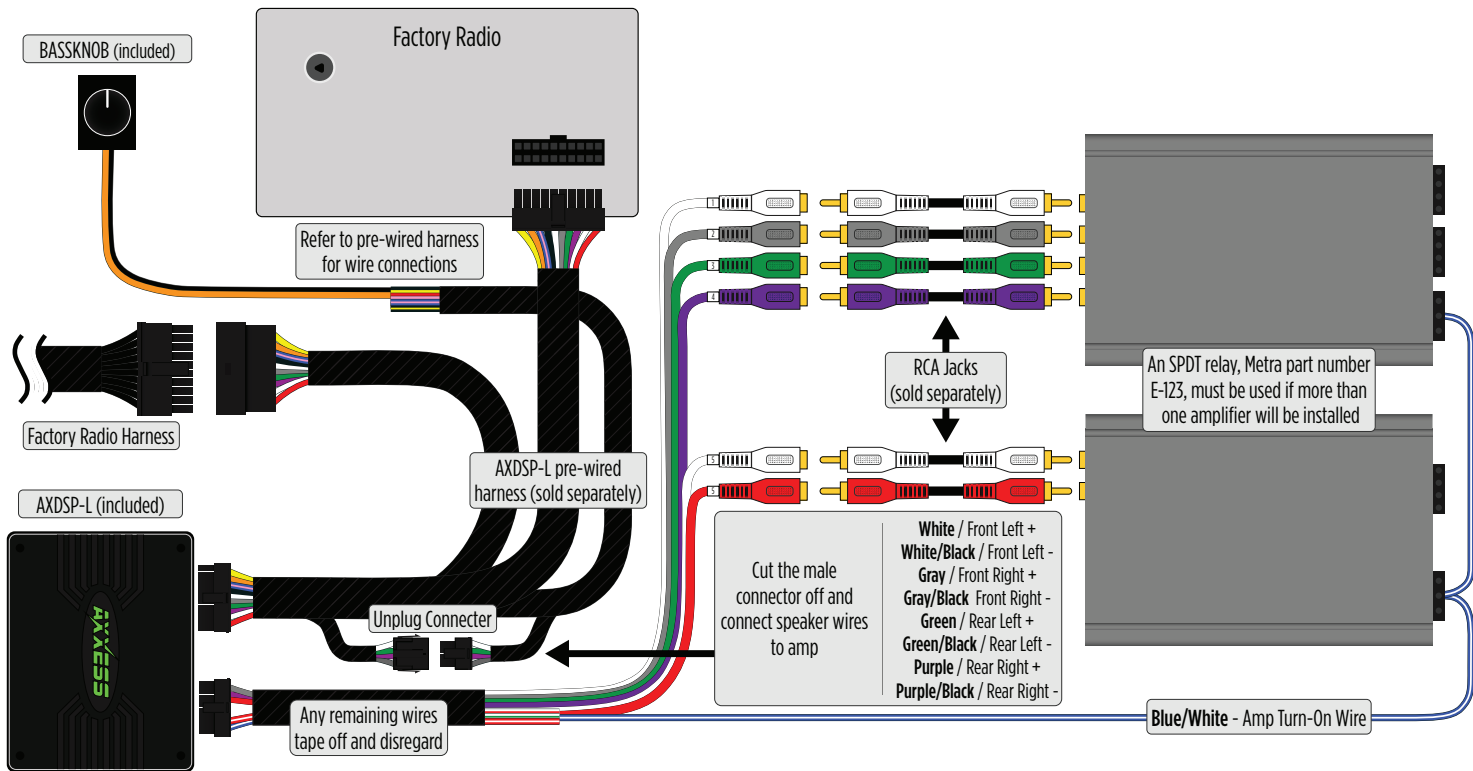 BASSKNOB (included)
Factory Radio
Refer to pre-wired harness
for wire connections
1
2
3
4
RCA Jacks
(sold separately)
An SPDT relay, Metra part number
E-123, must be used if more than
one amplifier will be installed
Factory Radio Harness
AXDSP-L pre-wired
harness (sold separately)
5
5
AXDSP-L (included)
AXXESS
Unplug Connecter
Cut the male
connector off and
connect speaker wires
to amp
White / Front Left +
White/Black / Front Left -
Gray / Front Right +
Gray/Black Front Right -
Green / Rear Left +
Green/Black / Rear Left -
Purple / Rear Right +
Purple/Black / Rear Right -
Any remaining wires
tape off and disregard
Blue/White - Amp Turn-On Wire